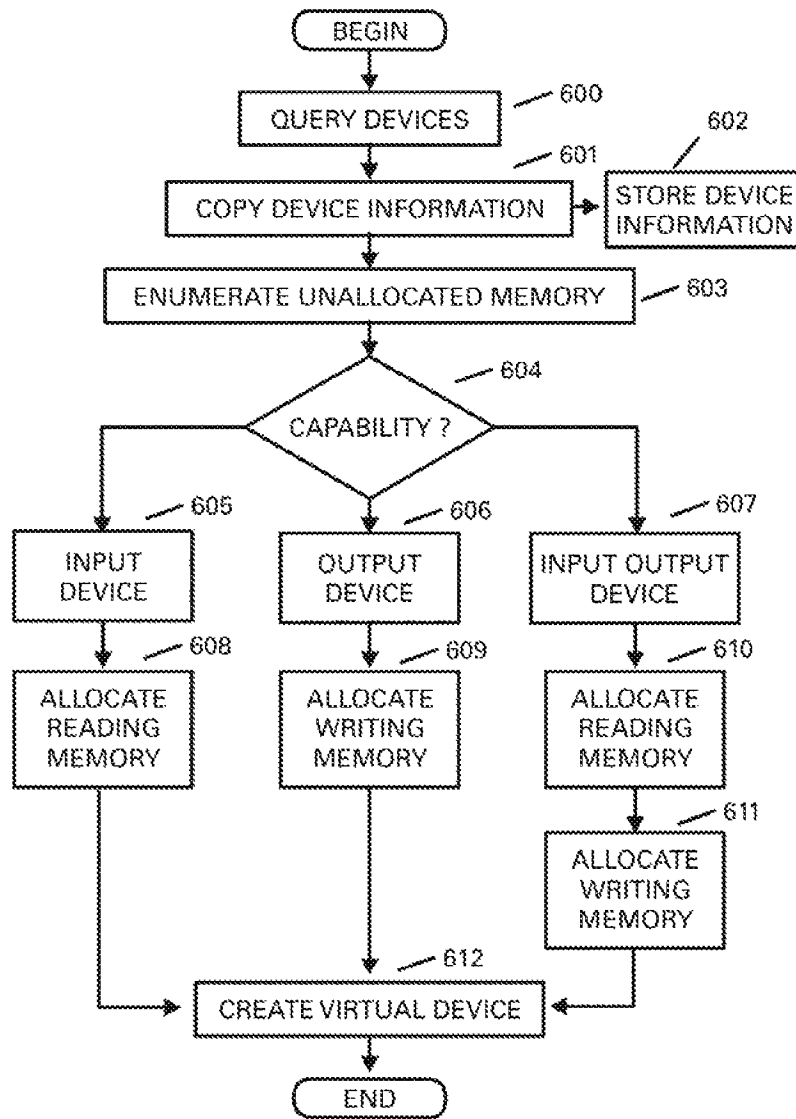 BEGIN
600
QUERY DEVICES
601
602
COPY DEVICE INFORMATION
STORE DEVICE
INFORMATION
ENUMERATE UNALLOCATED MEMORY
603
604
CAPABILITY ?
605
606
607
INPUT
DEVICE
OUTPUT
DEVICE
INPUT OUTPUT
DEVICE
608
609
610
ALLOCATE
READING
MEMORY
ALLOCATE
WRITING
MEMORY
ALLOCATE
READING
MEMORY
611
ALLOCATE
WRITING
MEMORY
612
CREATE VIRTUAL DEVICE
END